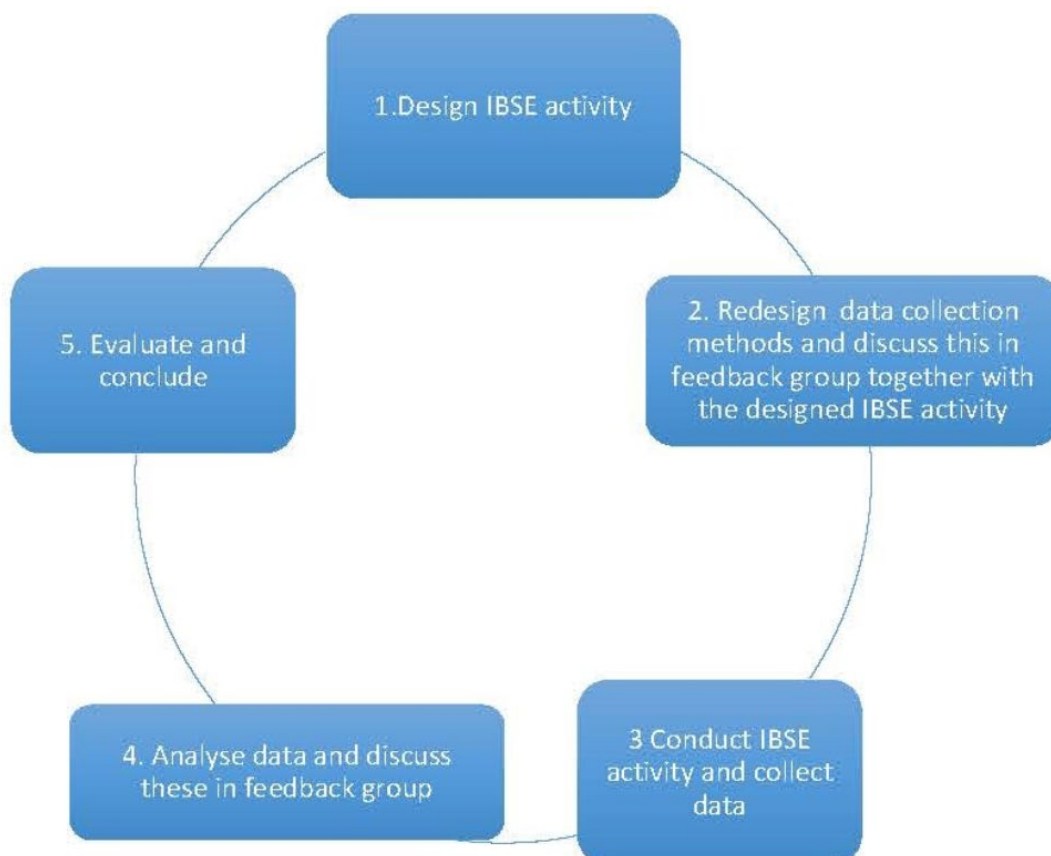 1.Design IBSE activity
2. Redesign data collection
methods and discuss this in
feedback group together with
the designed IBSE activity
3 Conduct IBSE
activity and collect
data
4. Analyse data and discuss
these in feedback group
5. Evaluate and
conclude